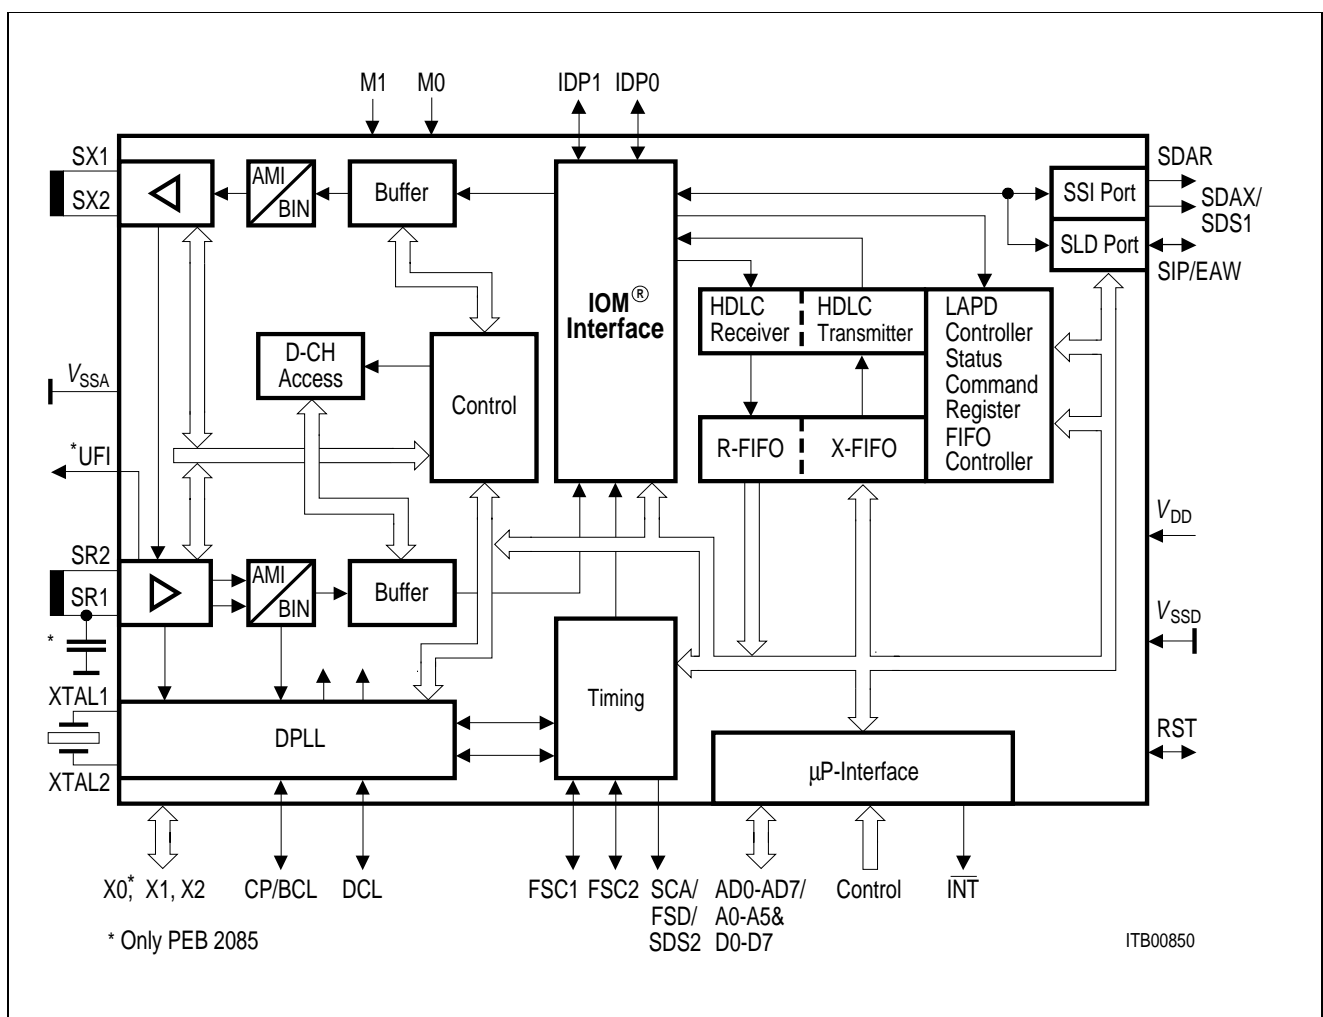 M1 M0 IDP1 IDP0
SX1
SX2
AMI
BIN
Buffer
IOM® Interface
SSI Port
SLD Port
SDAR
SDAX/
SDS1
SIP/EAW
HDLC
Receiver
HDLC
Transmitter
LAPD
Controller
Status
Command
Register
FIFO
Controller
D-CH
Access
Control
VSSA
*UFI
R-FIFO
X-FIFO
VDD
SR2
SR1
*
AMI
BIN
Buffer
VSSD
XTAL1
XTAL2
DPLL
Timing
µP-Interface
RST
X0,* X1, X2
CP/BCL
DCL
FSC1
FSC2
SCA/
FSD/
SDS2
AD0-AD7/
A0-A5&
D0-D7
Control
I̅N̅T̅
* Only PEB 2085
ITB00850